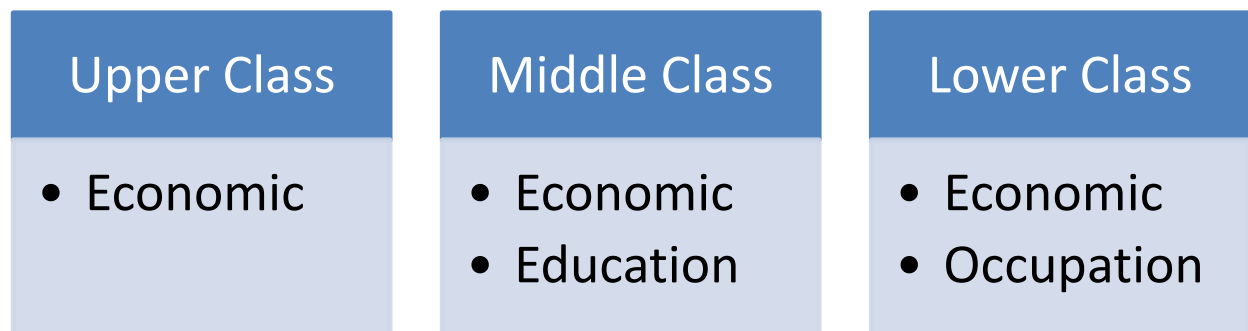 Upper Class
• Economic
Middle Class
• Economic
• Education
Lower Class
• Economic
• Occupation